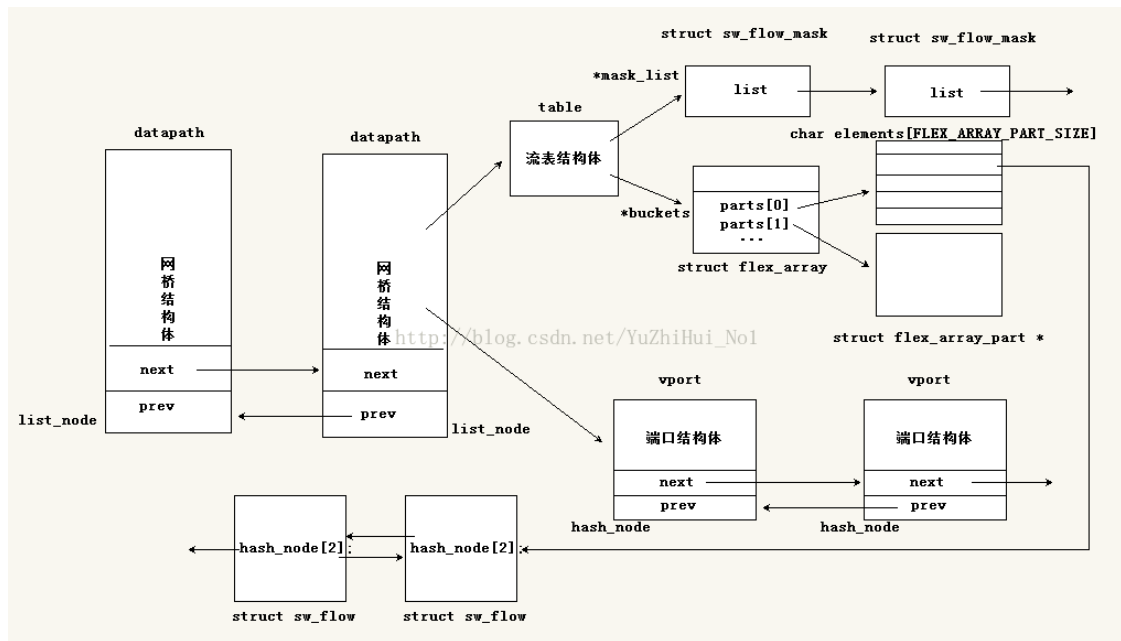 struct sw_flow_mask
struct sw_flow_mask
*mask_list
list
list
table
datapath
datapath
char elements[FLEX_ARRAY_PART_SIZE]
流表结构体
*buckets
parts[0]
parts[1]
...
struct flex_array
网桥结构体
网桥结构体
http://blog.csdn.net/YuZhiHui_No1
struct flex_array_part *
next
next
prev
prev
list_node
list_node
vport
vport
端口结构体
端口结构体
next
next
prev
prev
hash_node
hash_node
hash_node[2];
hash_node[2];
struct sw_flow
struct sw_flow